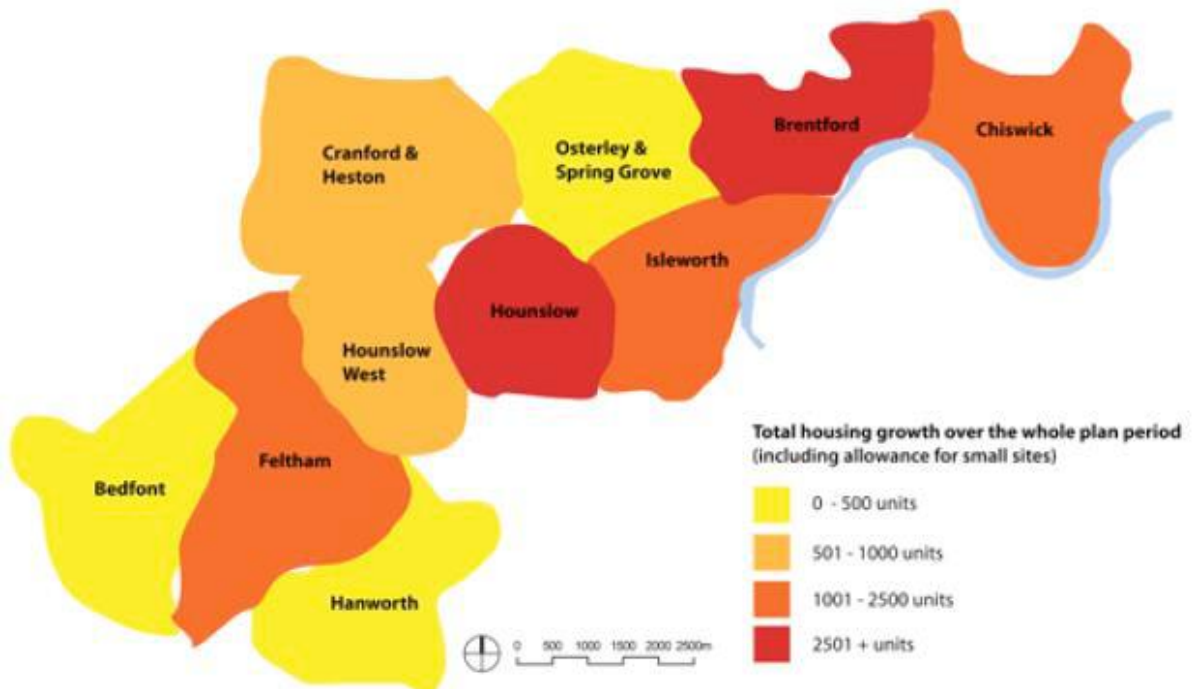 Cranford &
Heston
Osterley &
Spring Grove
Brentford
Chiswick
Isleworth
Hounslow
Hounslow
West
Feltham
Bedfont
Hanworth
Total housing growth over the whole plan period
(including allowance for small sites)
0 - 500 units
501 - 1000 units
1001 - 2500 units
2501 + units
0 500 1000 1500 2000 2500m